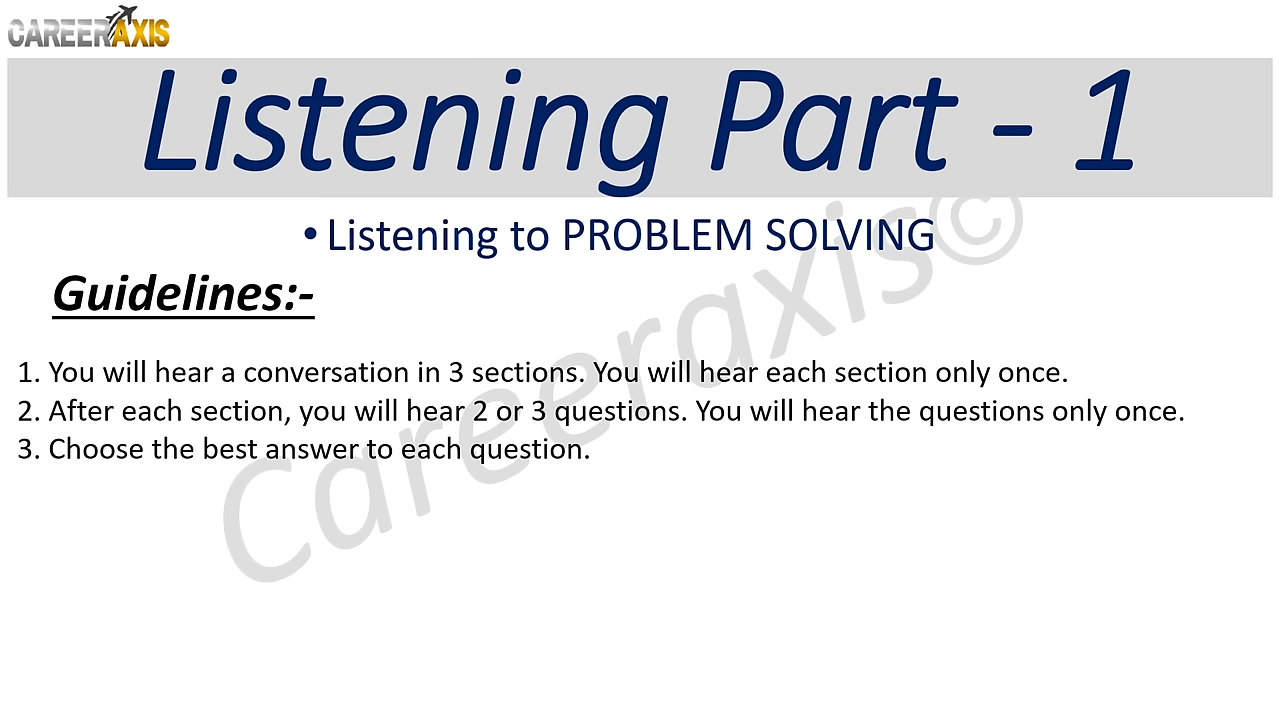 CAREERAXIS
Listening Part - 1
• Listening to PROBLEM SOLVING
Guidelines:-
1. You will hear a conversation in 3 sections. You will hear each section only once.
2. After each section, you will hear 2 or 3 questions. You will hear the questions only once.
3. Choose the best answer to each question.
Careeraxis©